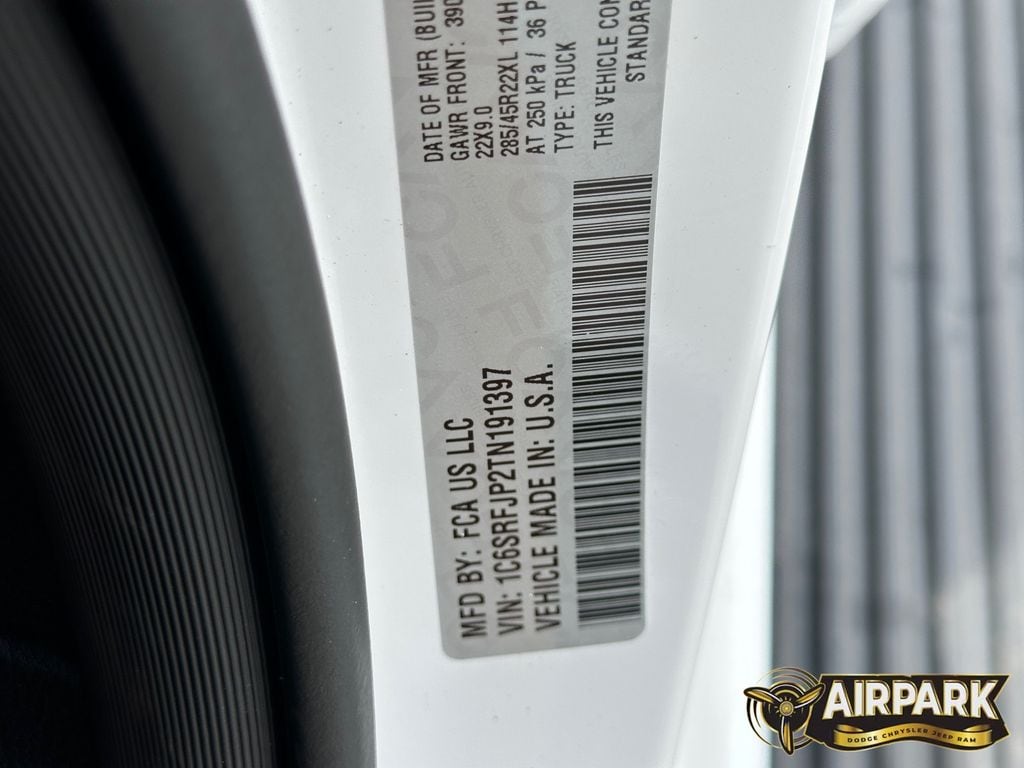 MFD BY: FCA US LLC
VIN: 1C6SRFJP2TN191397
VEHICLE MADE IN: U.S.A.
DATE OF MFR (BUI
GAWR FRONT: 390
22X9.0
285/45R22XL 114H
AT 250 kPa / 36 P
TYPE: TRUCK
THIS VEHICLE CON
STANDAR
AIRPARK
DODGE CHRYSLER JEEP RAM